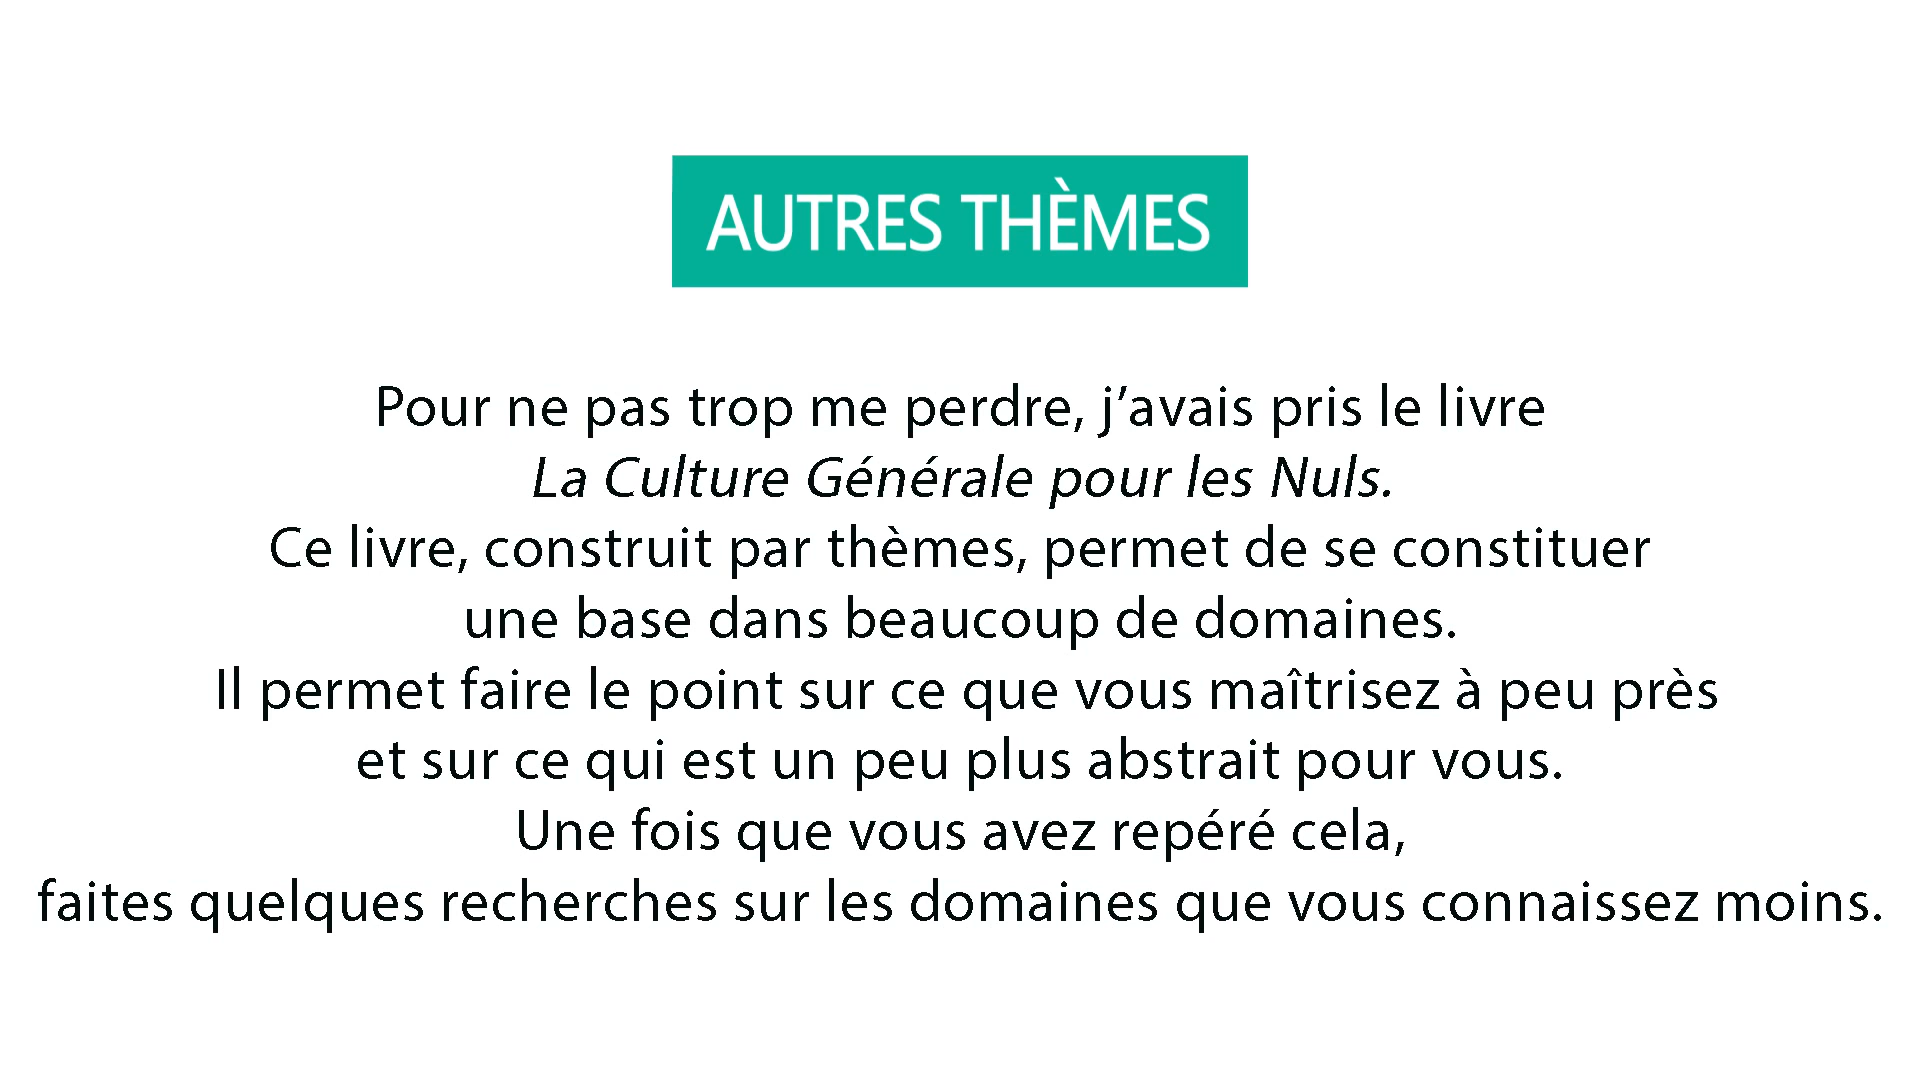 AUTRES THÈMES
Pour ne pas trop me perdre, j’avais pris le livre
La Culture Générale pour les Nuls.
Ce livre, construit par thèmes, permet de se constituer
une base dans beaucoup de domaines.
Il permet faire le point sur ce que vous maîtrisez à peu près
et sur ce qui est un peu plus abstrait pour vous.
Une fois que vous avez repéré cela,
faites quelques recherches sur les domaines que vous connaissez moins.